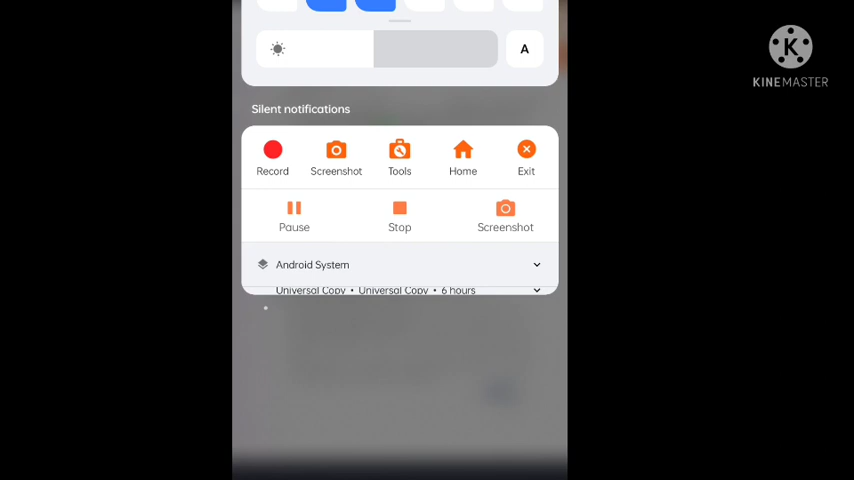 K
KINEMASTER
A
Silent notifications
Record Screenshot Tools Home Exit
Pause Stop Screenshot
Android System
Universal Copy • Universal Copy • 6 hours